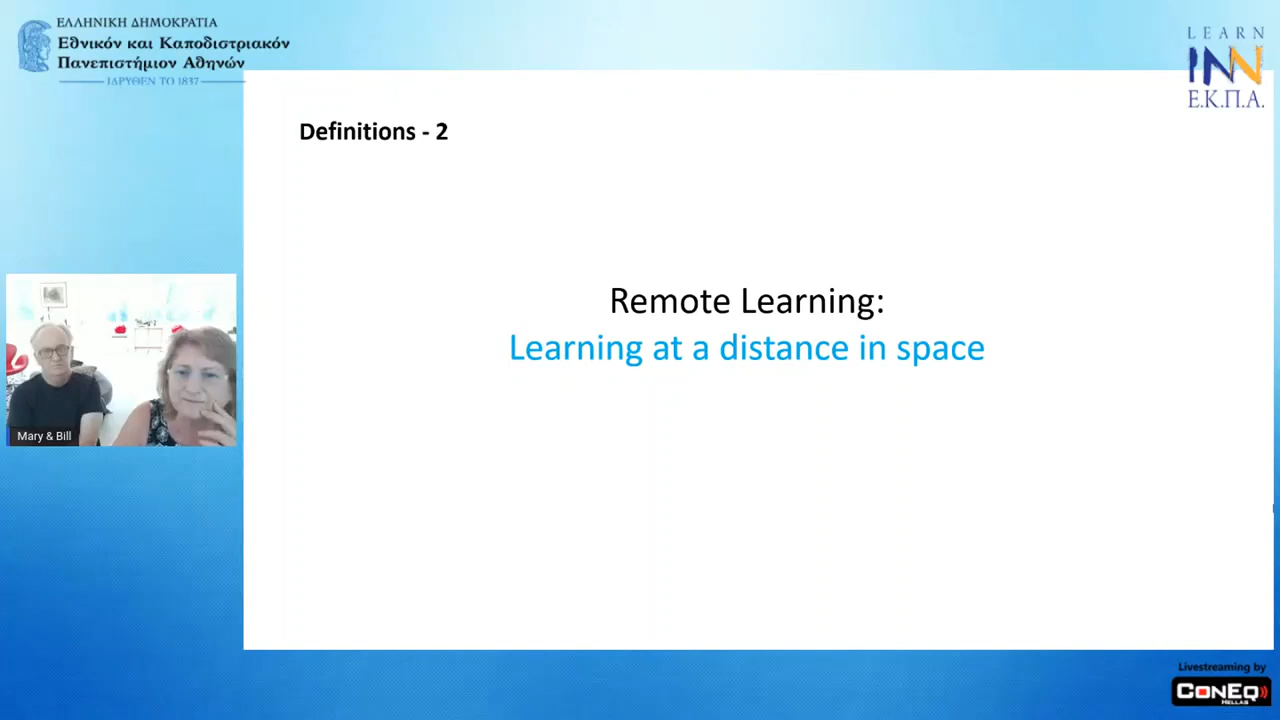 ΕΛΛΗΝΙΚΗ ΔΗΜΟΚΡΑΤΙΑ
Εθνικόν και Καποδιστριακόν
Πανεπιστήμιον Αθηνών
ΙΔΡΥΘΕΝ ΤΟ 1837
LEARN
INN
Ε.Κ.Π.Α.
Definitions - 2
Remote Learning:
Learning at a distance in space
Mary & Bill
Livestreaming by
CONEQ
HELLAS